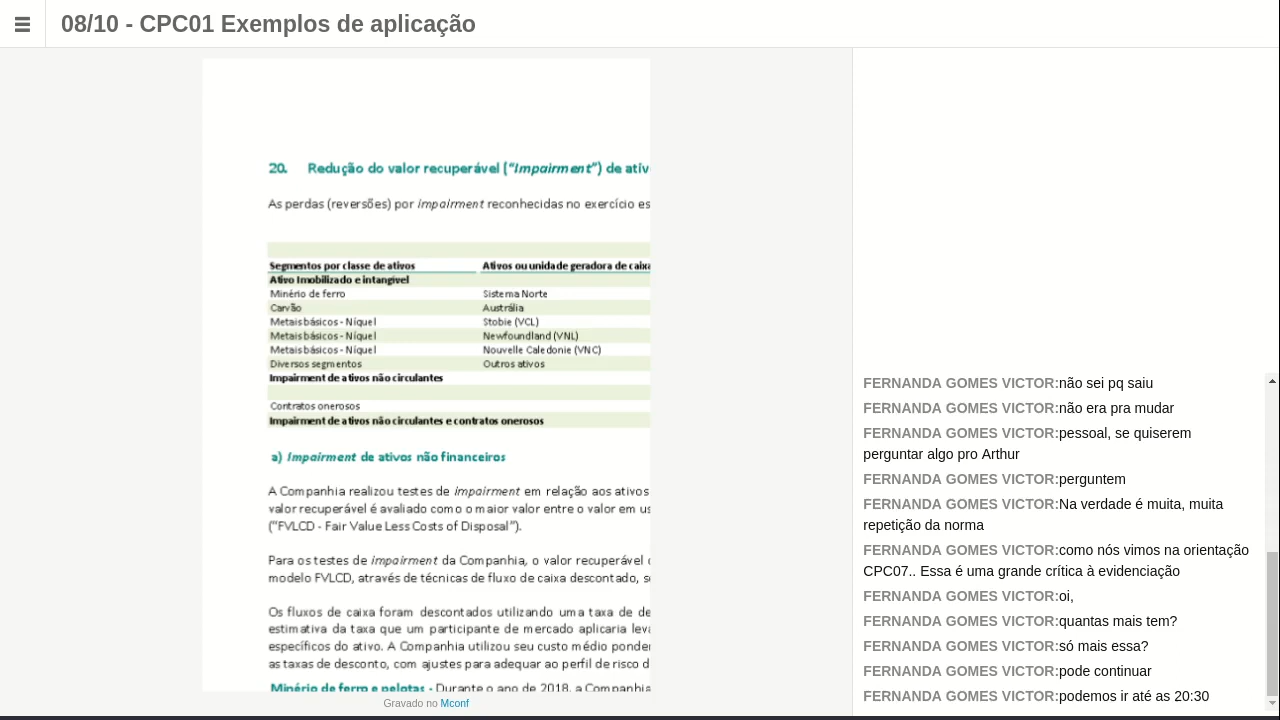 08/10 - CPC01 Exemplos de aplicação
20. Redução do valor recuperável ("Impairment") de ativ
As perdas (reversões) por impairment reconhecidas no exercício es
Segmentos por classe de ativos Ativos ou unidade geradora de caixa
Ativo Imobilizado e intangível
Minério de ferro Sistema Norte
Carvão Austrália
Metais básicos - Níquel Stobie (VCL)
Metais básicos - Níquel Newfoundland (VNL)
Metais básicos - Níquel Nouvelle Caledonie (VNC)
Diversos segmentos Outros ativos
Impairment de ativos não circulantes
Contratos onerosos
Impairment de ativos não circulantes e contratos onerosos
a) Impairment de ativos não financeiros
A Companhia realizou testes de impairment em relação aos ativos
valor recuperável é avaliado como o maior valor entre o valor em us
("FVLCD - Fair Value Less Costs of Disposal").
Para os testes de impairment da Companhia, o valor recuperável
modelo FVLCD, através de técnicas de fluxo de caixa descontado, s
Os fluxos de caixa foram descontados utilizando uma taxa de de
estimativa da taxa que um participante de mercado aplicaria lev
específicos do ativo. A Companhia utilizou seu custo médio ponder
as taxas de desconto, com ajustes para adequar ao perfil de risco d
Minério de ferro e pelotas - Durante o ano de 2018, a Companhia
Gravado no Mconf
FERNANDA GOMES VICTOR:não sei pq saiu
FERNANDA GOMES VICTOR:não era pra mudar
FERNANDA GOMES VICTOR:pessoal, se quiserem
perguntar algo pro Arthur
FERNANDA GOMES VICTOR:perguntem
FERNANDA GOMES VICTOR:Na verdade é muita, muita
repetição da norma
FERNANDA GOMES VICTOR:como nós vimos na orientação
CPC07.. Essa é uma grande crítica à evidenciação
FERNANDA GOMES VICTOR:oi,
FERNANDA GOMES VICTOR:quantas mais tem?
FERNANDA GOMES VICTOR:só mais essa?
FERNANDA GOMES VICTOR:pode continuar
FERNANDA GOMES VICTOR:podemos ir até as 20:30